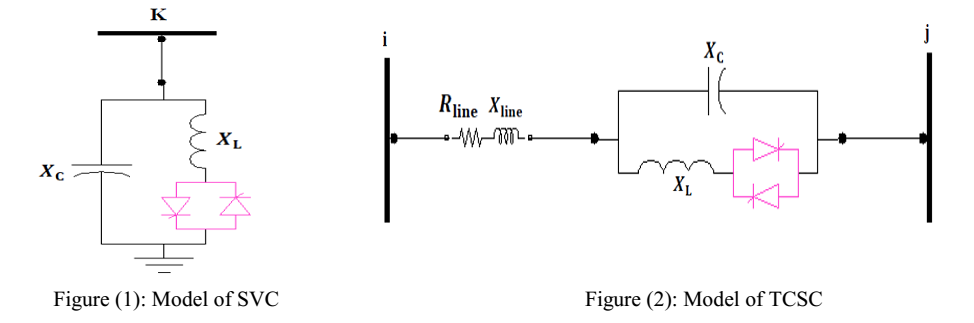 K
X_C
X_L
Figure (1): Model of SVC
i
j
R_line X_line
X_C
X_L
Figure (2): Model of TCSC